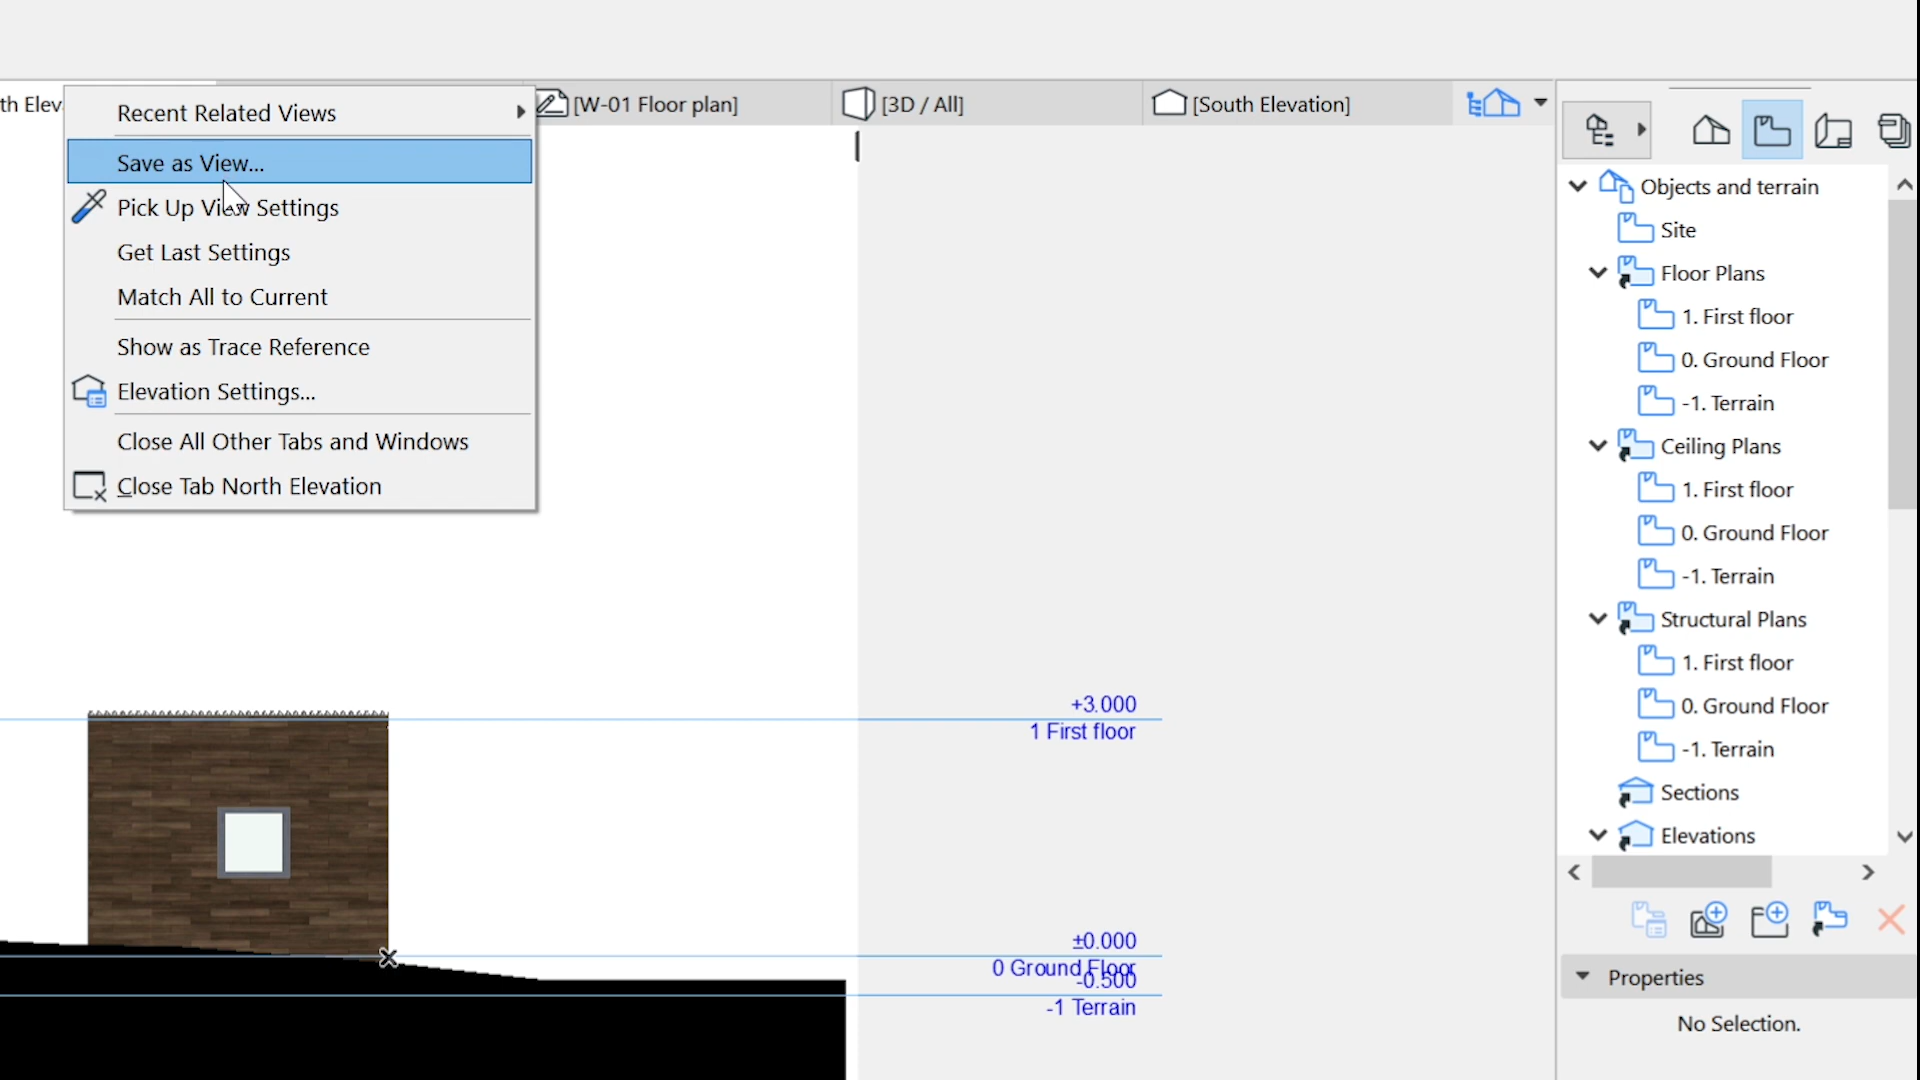 th Elev
[W-01 Floor plan]
[3D / All]
[South Elevation]
Recent Related Views
Save as View...
Pick Up View Settings
Get Last Settings
Match All to Current
Show as Trace Reference
Elevation Settings...
Close All Other Tabs and Windows
Close Tab North Elevation
Objects and terrain
Site
Floor Plans
1. First floor
0. Ground Floor
-1. Terrain
Ceiling Plans
1. First floor
0. Ground Floor
-1. Terrain
Structural Plans
1. First floor
0. Ground Floor
-1. Terrain
Sections
Elevations
Properties
No Selection.
+3.000
1 First floor
±0.000
0 Ground Floor
-0.500
-1 Terrain